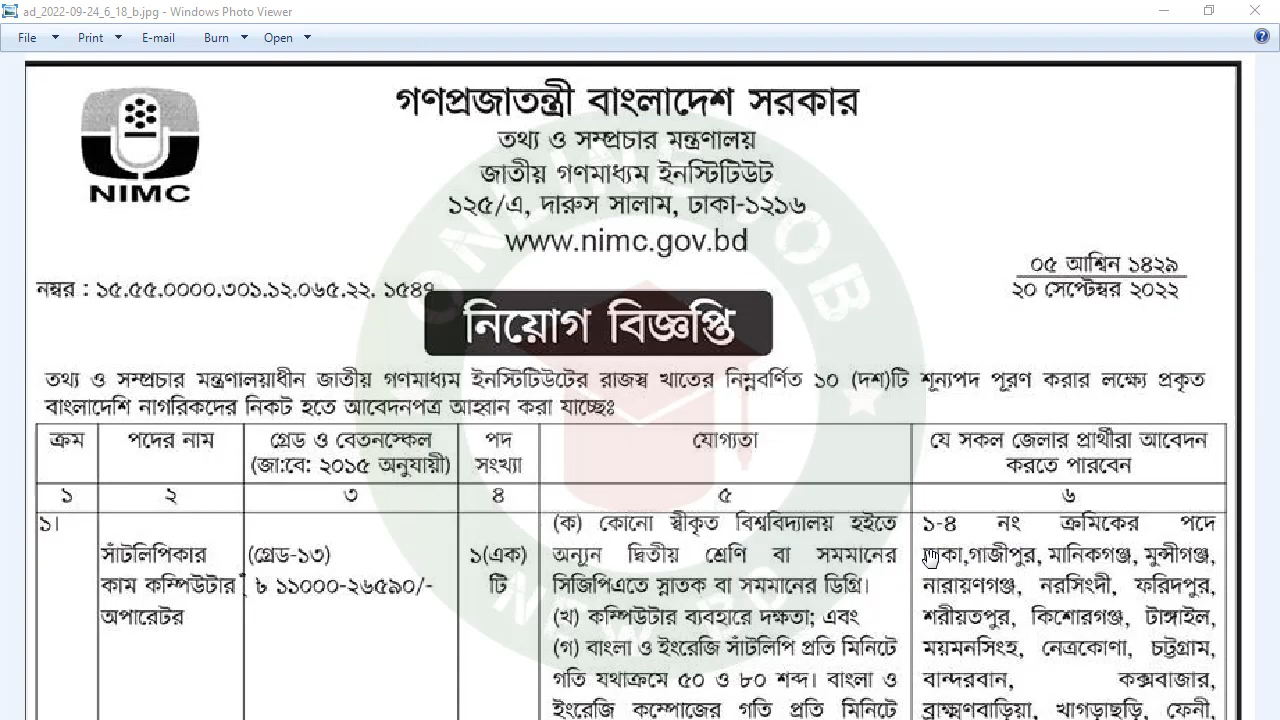 ad_2022-09-24_6_18_b.jpg - Windows Photo Viewer
File Print E-mail Burn Open
গণপ্রজাতন্ত্রী বাংলাদেশ সরকার
তথ্য ও সম্প্রচার মন্ত্রণালয়
জাতীয় গণমাধ্যম ইনস্টিটিউট
১২৫/এ, দারুস সালাম, ঢাকা-১২১৬
www.nimc.gov.bd
NIMC
০৫ আশ্বিন ১৪২৯
২০ সেপ্টেম্বর ২০২২
নম্বর : ১৫.৫৫.০০০০.৩০১.১২.০৬৫.২২. ১৫৪৭
নিয়োগ বিজ্ঞপ্তি
তথ্য ও সম্প্রচার মন্ত্রণালয়াধীন জাতীয় গণমাধ্যম ইনস্টিটিউটের রাজস্ব খাতের নিম্নবর্ণিত ১০ (দশ)টি শূন্যপদ পূরণ করার লক্ষ্যে প্রকৃত
বাংলাদেশি নাগরিকদের নিকট হতে আবেদনপত্র আহ্বান করা যাচ্ছেঃ
ক্রম
পদের নাম
গ্রেড ও বেতনস্কেল
(জা:বে: ২০১৫ অনুযায়ী)
পদ
সংখ্যা
যোগ্যতা
যে সকল জেলার প্রার্থীরা আবেদন
করতে পারবেন
১ ২ ৩ ৪ ৫ ৬
১।
সাঁটলিপিকার
কাম কম্পিউটার
অপারেটর
(গ্রেড-১৩)
৳ ১১০০০-২৬৫৯০/-
১(এক)
টি
(ক) কোনো স্বীকৃত বিশ্ববিদ্যালয় হইতে
অন্যূন দ্বিতীয় শ্রেণি বা সমমানের
সিজিপিএতে স্নাতক বা সমমানের ডিগ্রি।
(খ) কম্পিউটার ব্যবহারে দক্ষতা; এবং
(গ) বাংলা ও ইংরেজি সাঁটলিপি প্রতি মিনিটে
গতি যথাক্রমে ৫০ ও ৮০ শব্দ। বাংলা ও
ইংরেজি কম্পোজের গতি প্রতি মিনিটে
১-৪ নং ক্রমিকের পদে
ঢাকা,গাজীপুর, মানিকগঞ্জ, মুন্সীগঞ্জ,
নারায়ণগঞ্জ, নরসিংদী, ফরিদপুর,
শরীয়তপুর, কিশোরগঞ্জ, টাঙ্গাইল,
ময়মনসিংহ, নেত্রকোণা, চট্টগ্রাম,
বান্দরবান, কক্সবাজার,
ব্রাহ্মণবাড়িয়া, খাগড়াছড়ি, ফেনী,
ONLINE JOB
NEW BD